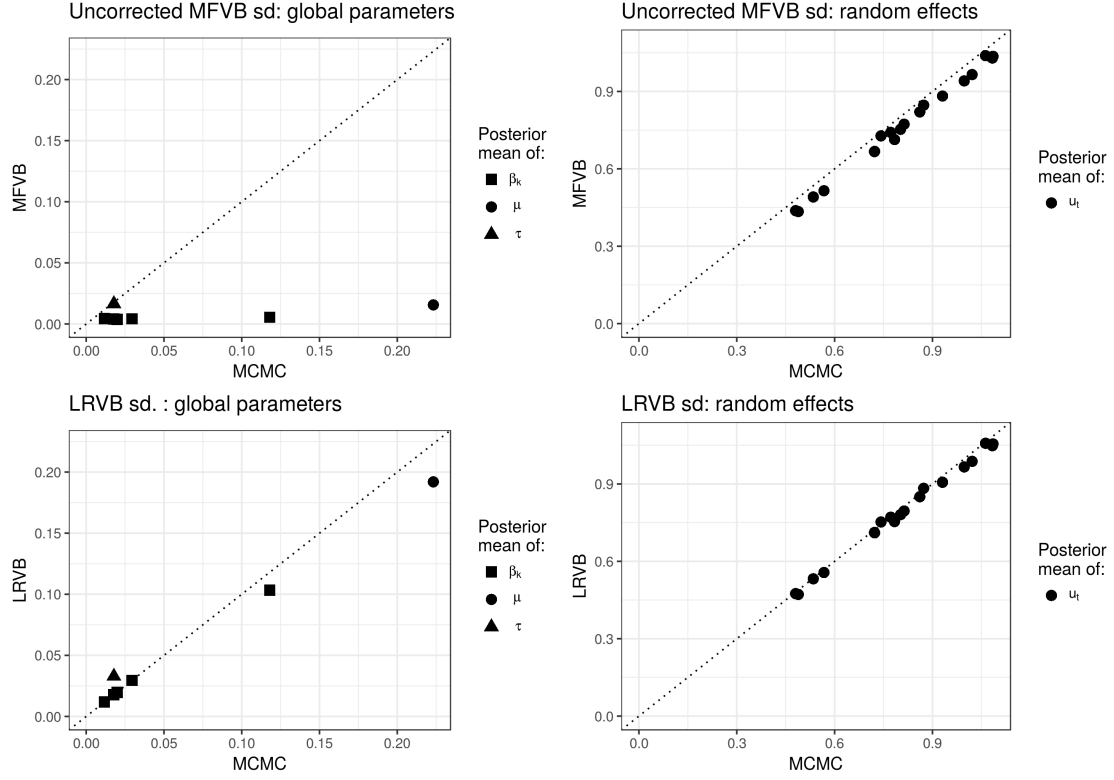 Uncorrected MFVB sd: global parameters
0.20
0.15
0.10
0.05
0.00
MFVB
0.00 0.05 0.10 0.15 0.20
MCMC
Posterior
mean of:
βk
μ
τ
Uncorrected MFVB sd: random effects
0.9
0.6
0.3
0.0
MFVB
0.0 0.3 0.6 0.9
MCMC
Posterior
mean of:
ut
LRVB sd. : global parameters
0.20
0.15
0.10
0.05
0.00
LRVB
0.00 0.05 0.10 0.15 0.20
MCMC
Posterior
mean of:
βk
μ
τ
LRVB sd: random effects
0.9
0.6
0.3
0.0
LRVB
0.0 0.3 0.6 0.9
MCMC
Posterior
mean of:
ut